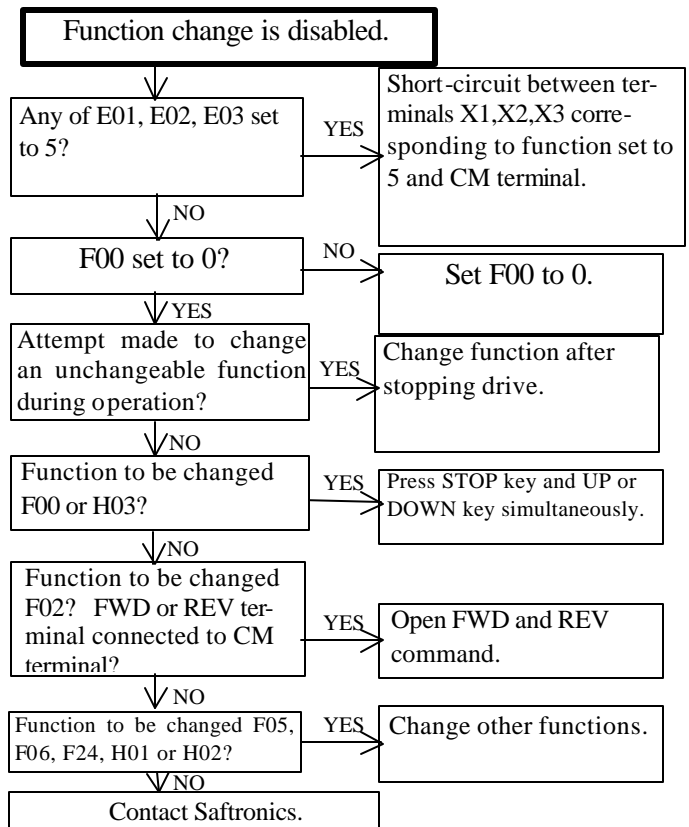 Function change is disabled.
Any of E01, E02, E03 set
to 5?
YES
Short-circuit between ter-
minals X1,X2,X3 corre-
sponding to function set to
5 and CM terminal.
NO
F00 set to 0?
NO
Set F00 to 0.
YES
Attempt made to change
an unchangeable function
during operation?
YES
Change function after
stopping drive.
NO
Function to be changed
F00 or H03?
YES
Press STOP key and UP or
DOWN key simultaneously.
NO
Function to be changed
F02? FWD or REV ter-
minal connected to CM
terminal?
YES
Open FWD and REV
command.
NO
Function to be changed F05,
F06, F24, H01 or H02?
YES
Change other functions.
NO
Contact Saftronics.